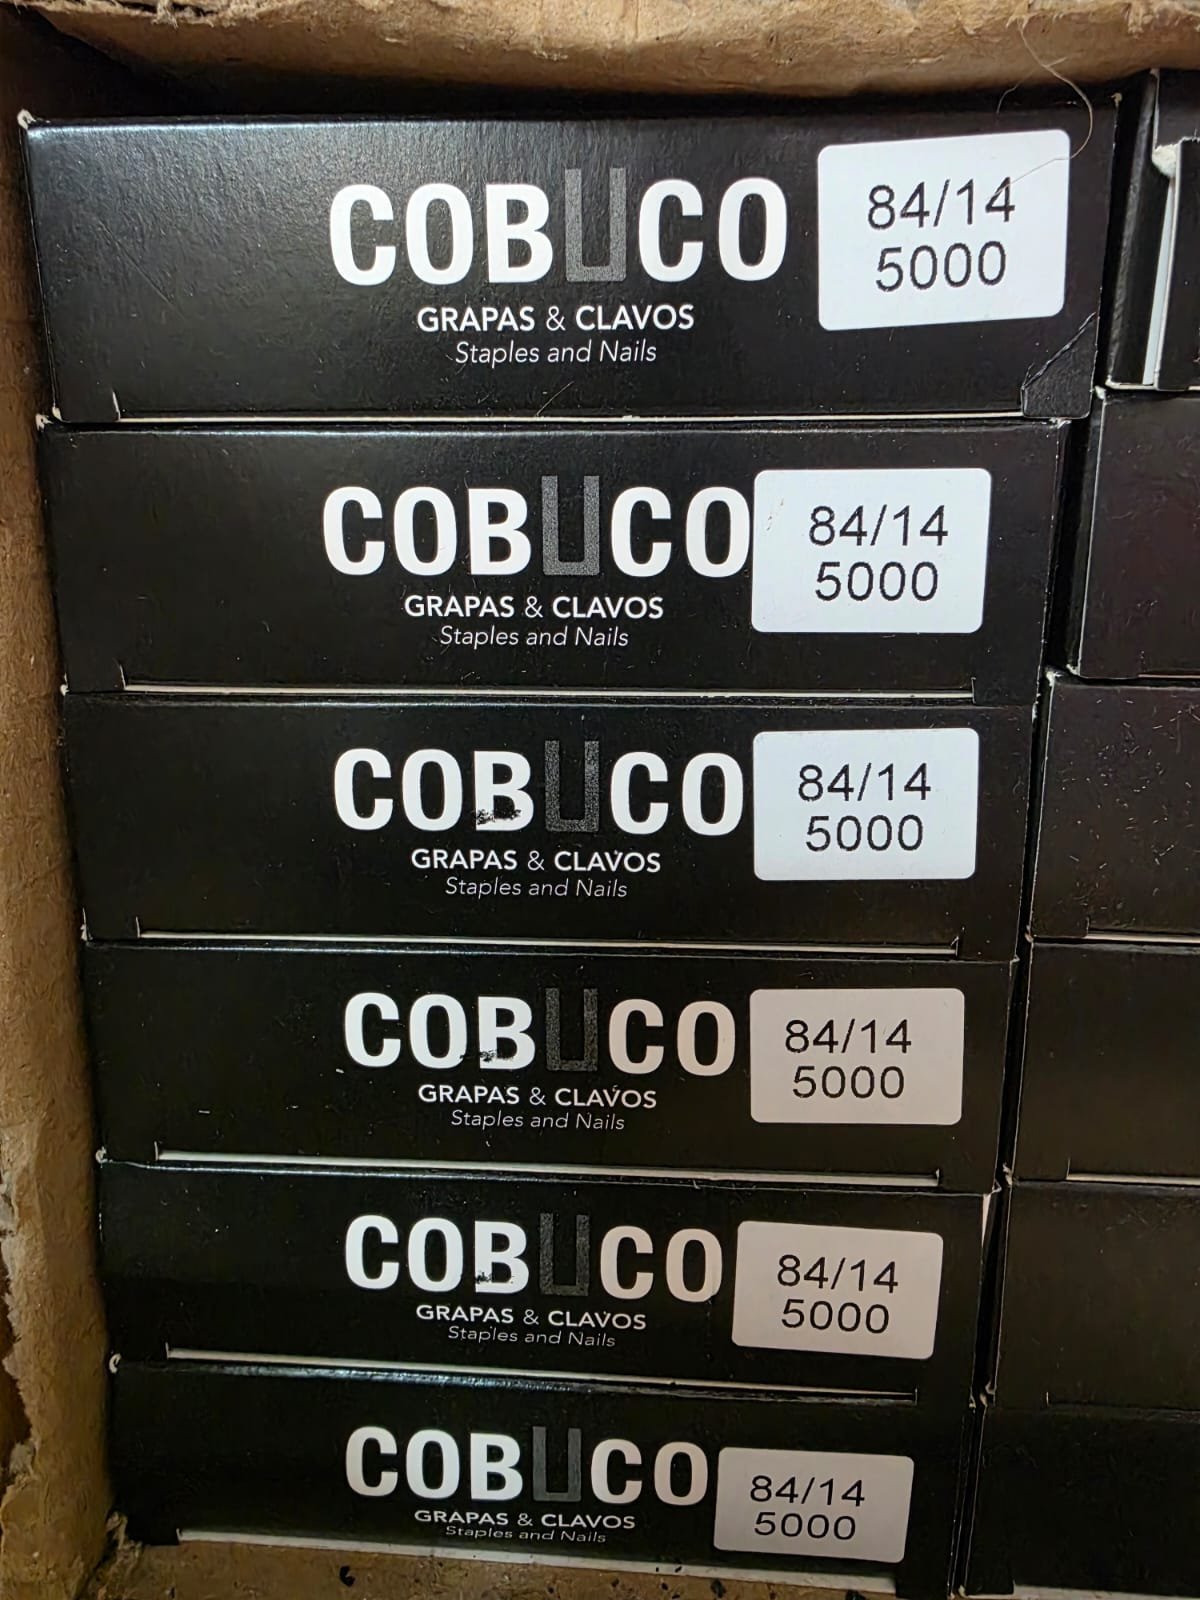 COBUCO
GRAPAS & CLAVOS
Staples and Nails
84/14
5000
COBUCO
GRAPAS & CLAVOS
Staples and Nails
84/14
5000
COBUCO
GRAPAS & CLAVOS
Staples and Nails
84/14
5000
COBUCO
GRAPAS & CLAVOS
Staples and Nails
84/14
5000
COBUCO
GRAPAS & CLAVOS
Staples and Nails
84/14
5000
COBUCO
GRAPAS & CLAVOS
Staples and Nails
84/14
5000